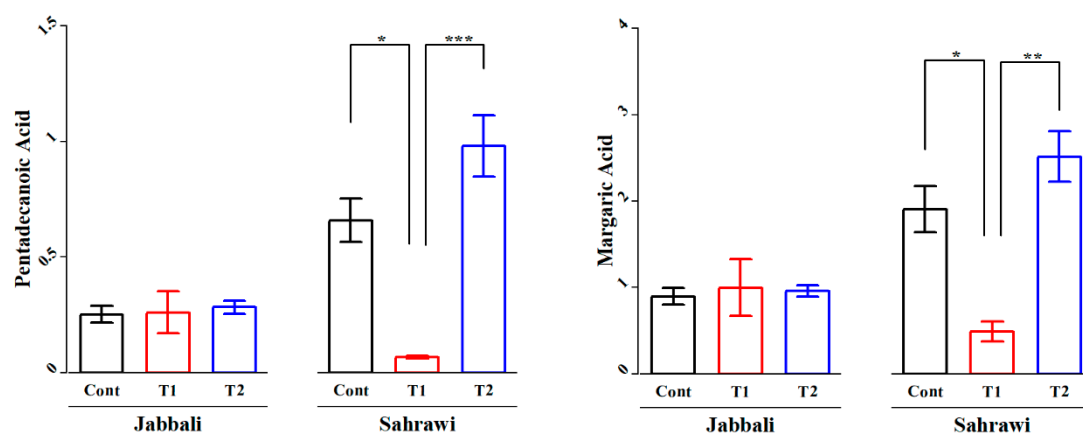 Pentadecanoic Acid
1.5
1
0.5
0
* ***
Cont T1 T2 Cont T1 T2
Jabbali Sahrawi
Margaric Acid
4
3
2
1
0
* **
Cont T1 T2 Cont T1 T2
Jabbali Sahrawi